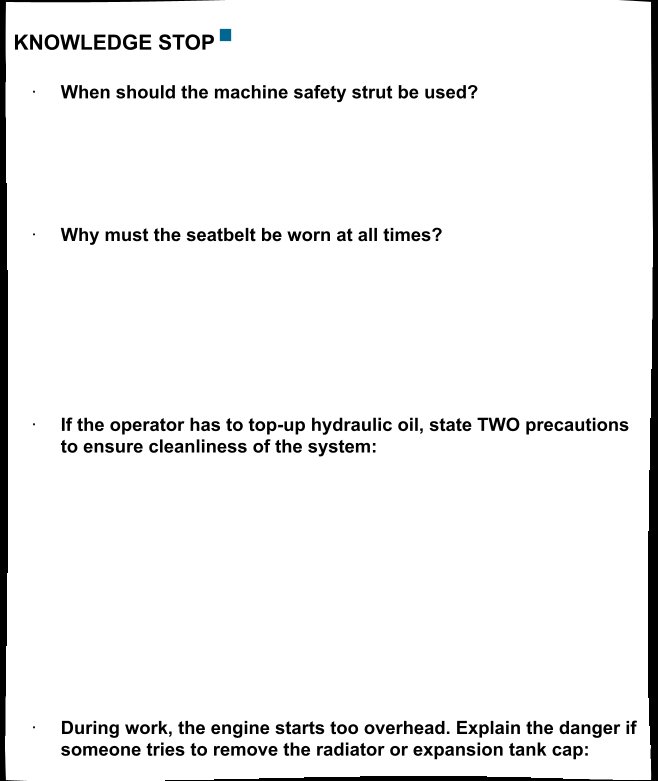 KNOWLEDGE STOP
· When should the machine safety strut be used?
· Why must the seatbelt be worn at all times?
· If the operator has to top-up hydraulic oil, state TWO precautions
to ensure cleanliness of the system:
· During work, the engine starts too overhead. Explain the danger if
someone tries to remove the radiator or expansion tank cap: